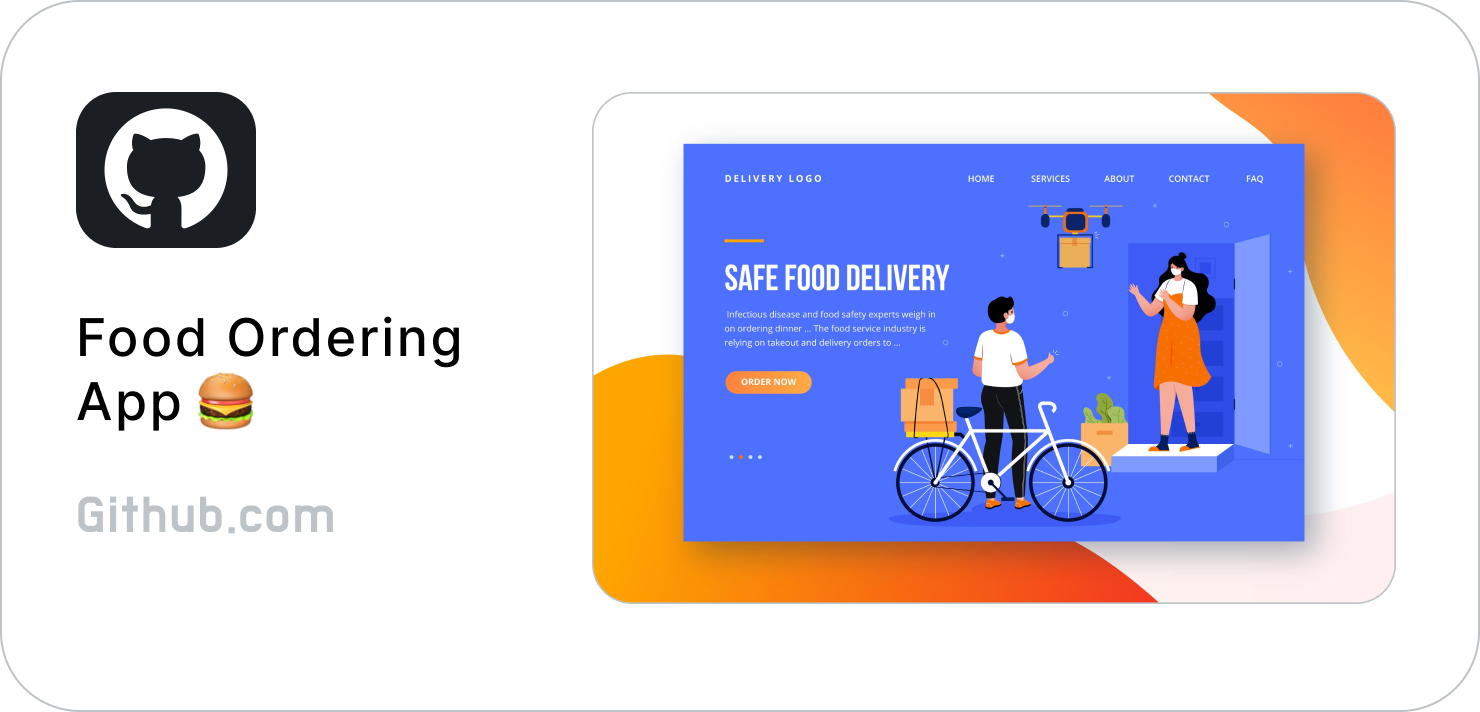 Food Ordering
App 🍔
Github.com
DELIVERY LOGO
HOME SERVICES ABOUT CONTACT FAQ
SAFE FOOD DELIVERY
Infectious disease and food safety experts weigh in
on ordering dinner ... The food service industry is
relying on takeout and delivery orders to ...
ORDER NOW